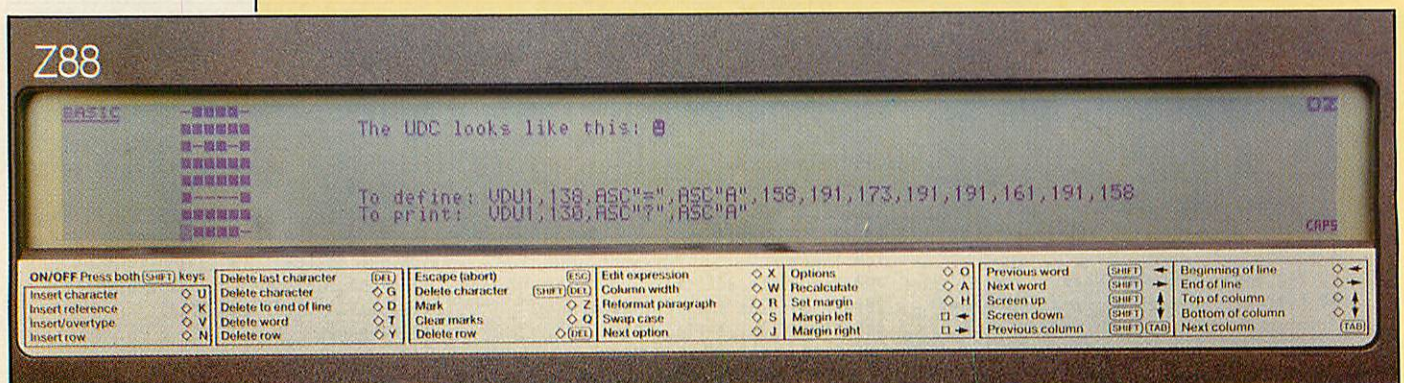 Z88
BASIC
OZ
The UDC looks like this:
To define: VDU1,138,ASC"=",ASC"A",158,191,173,191,191,161,191,158
To print: VDU1,138,ASC"?",ASC"A"
CAPS
ON/OFF Press both (SHIFT) keys
Insert character ◇ U
Insert reference ◇ K
Insert/overtype ◇ V
Insert row ◇ N
Delete last character (DEL)
Delete character ◇ G
Delete to end of line ◇ D
Delete word ◇ T
Delete row ◇ Y
Escape (abort) (ESC)
Delete character (SHIFT)(DEL)
Mark ◇ Z
Clear marks ◇ Q
Delete row ◇ (DEL)
Edit expression ◇ X
Column width ◇ W
Reformat paragraph ◇ R
Swap case ◇ S
Next option ◇ J
Options ◇ O
Recalculate ◇ A
Set margin ◇ H
Margin left □ ←
Margin right □ →
Previous word (SHIFT) ←
Next word (SHIFT) →
Screen up (SHIFT) ↑
Screen down (SHIFT) ↓
Previous column (SHIFT)(TAB)
Beginning of line ◇ ←
End of line ◇ →
Top of column ◇ ↑
Bottom of column ◇ ↓
Next column (TAB)